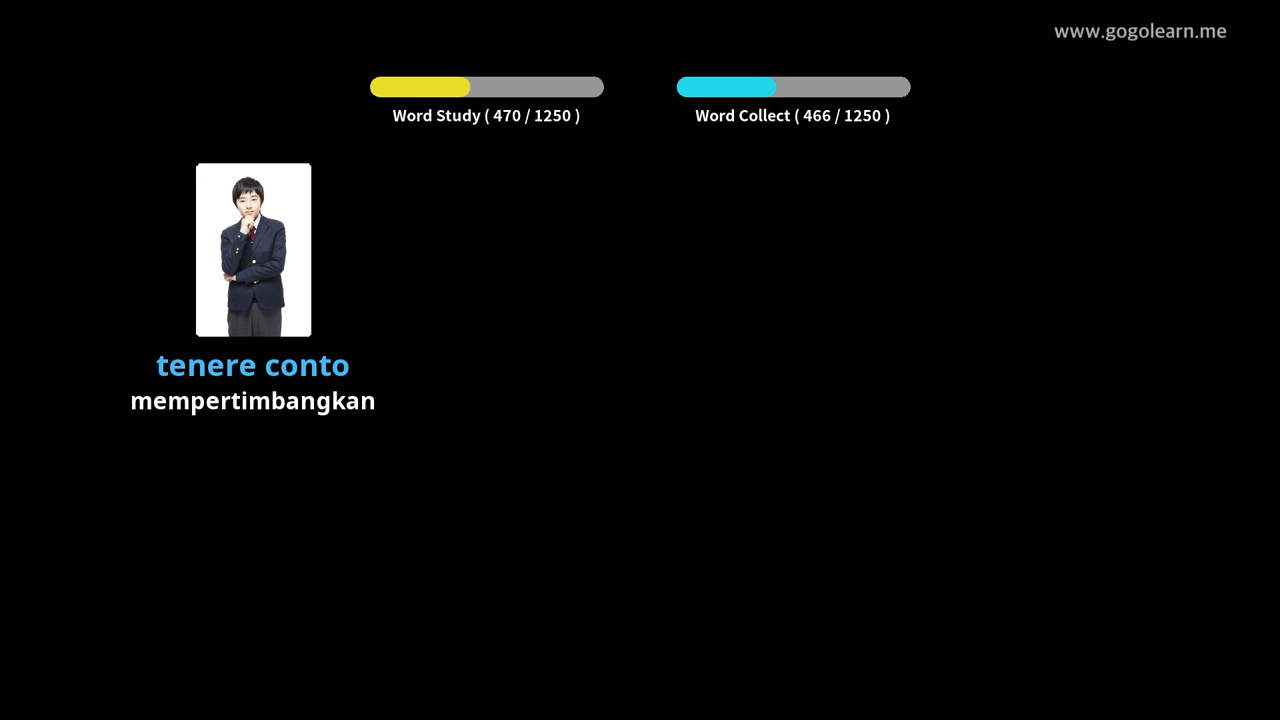 www.gogolearn.me
Word Study ( 470 / 1250 )
Word Collect ( 466 / 1250 )
tenere conto
mempertimbangkan